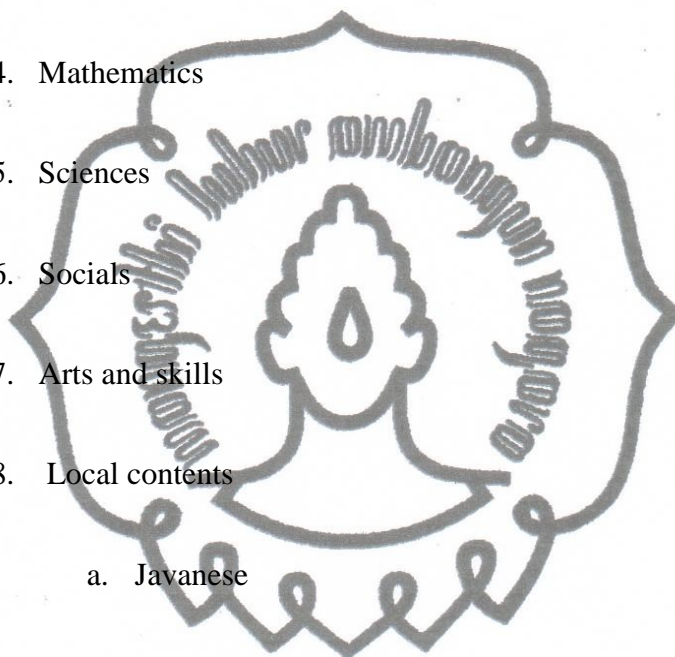 4. Mathematics
5. Sciences
6. Socials
7. Arts and skills
8. Local contents
a. Javanese